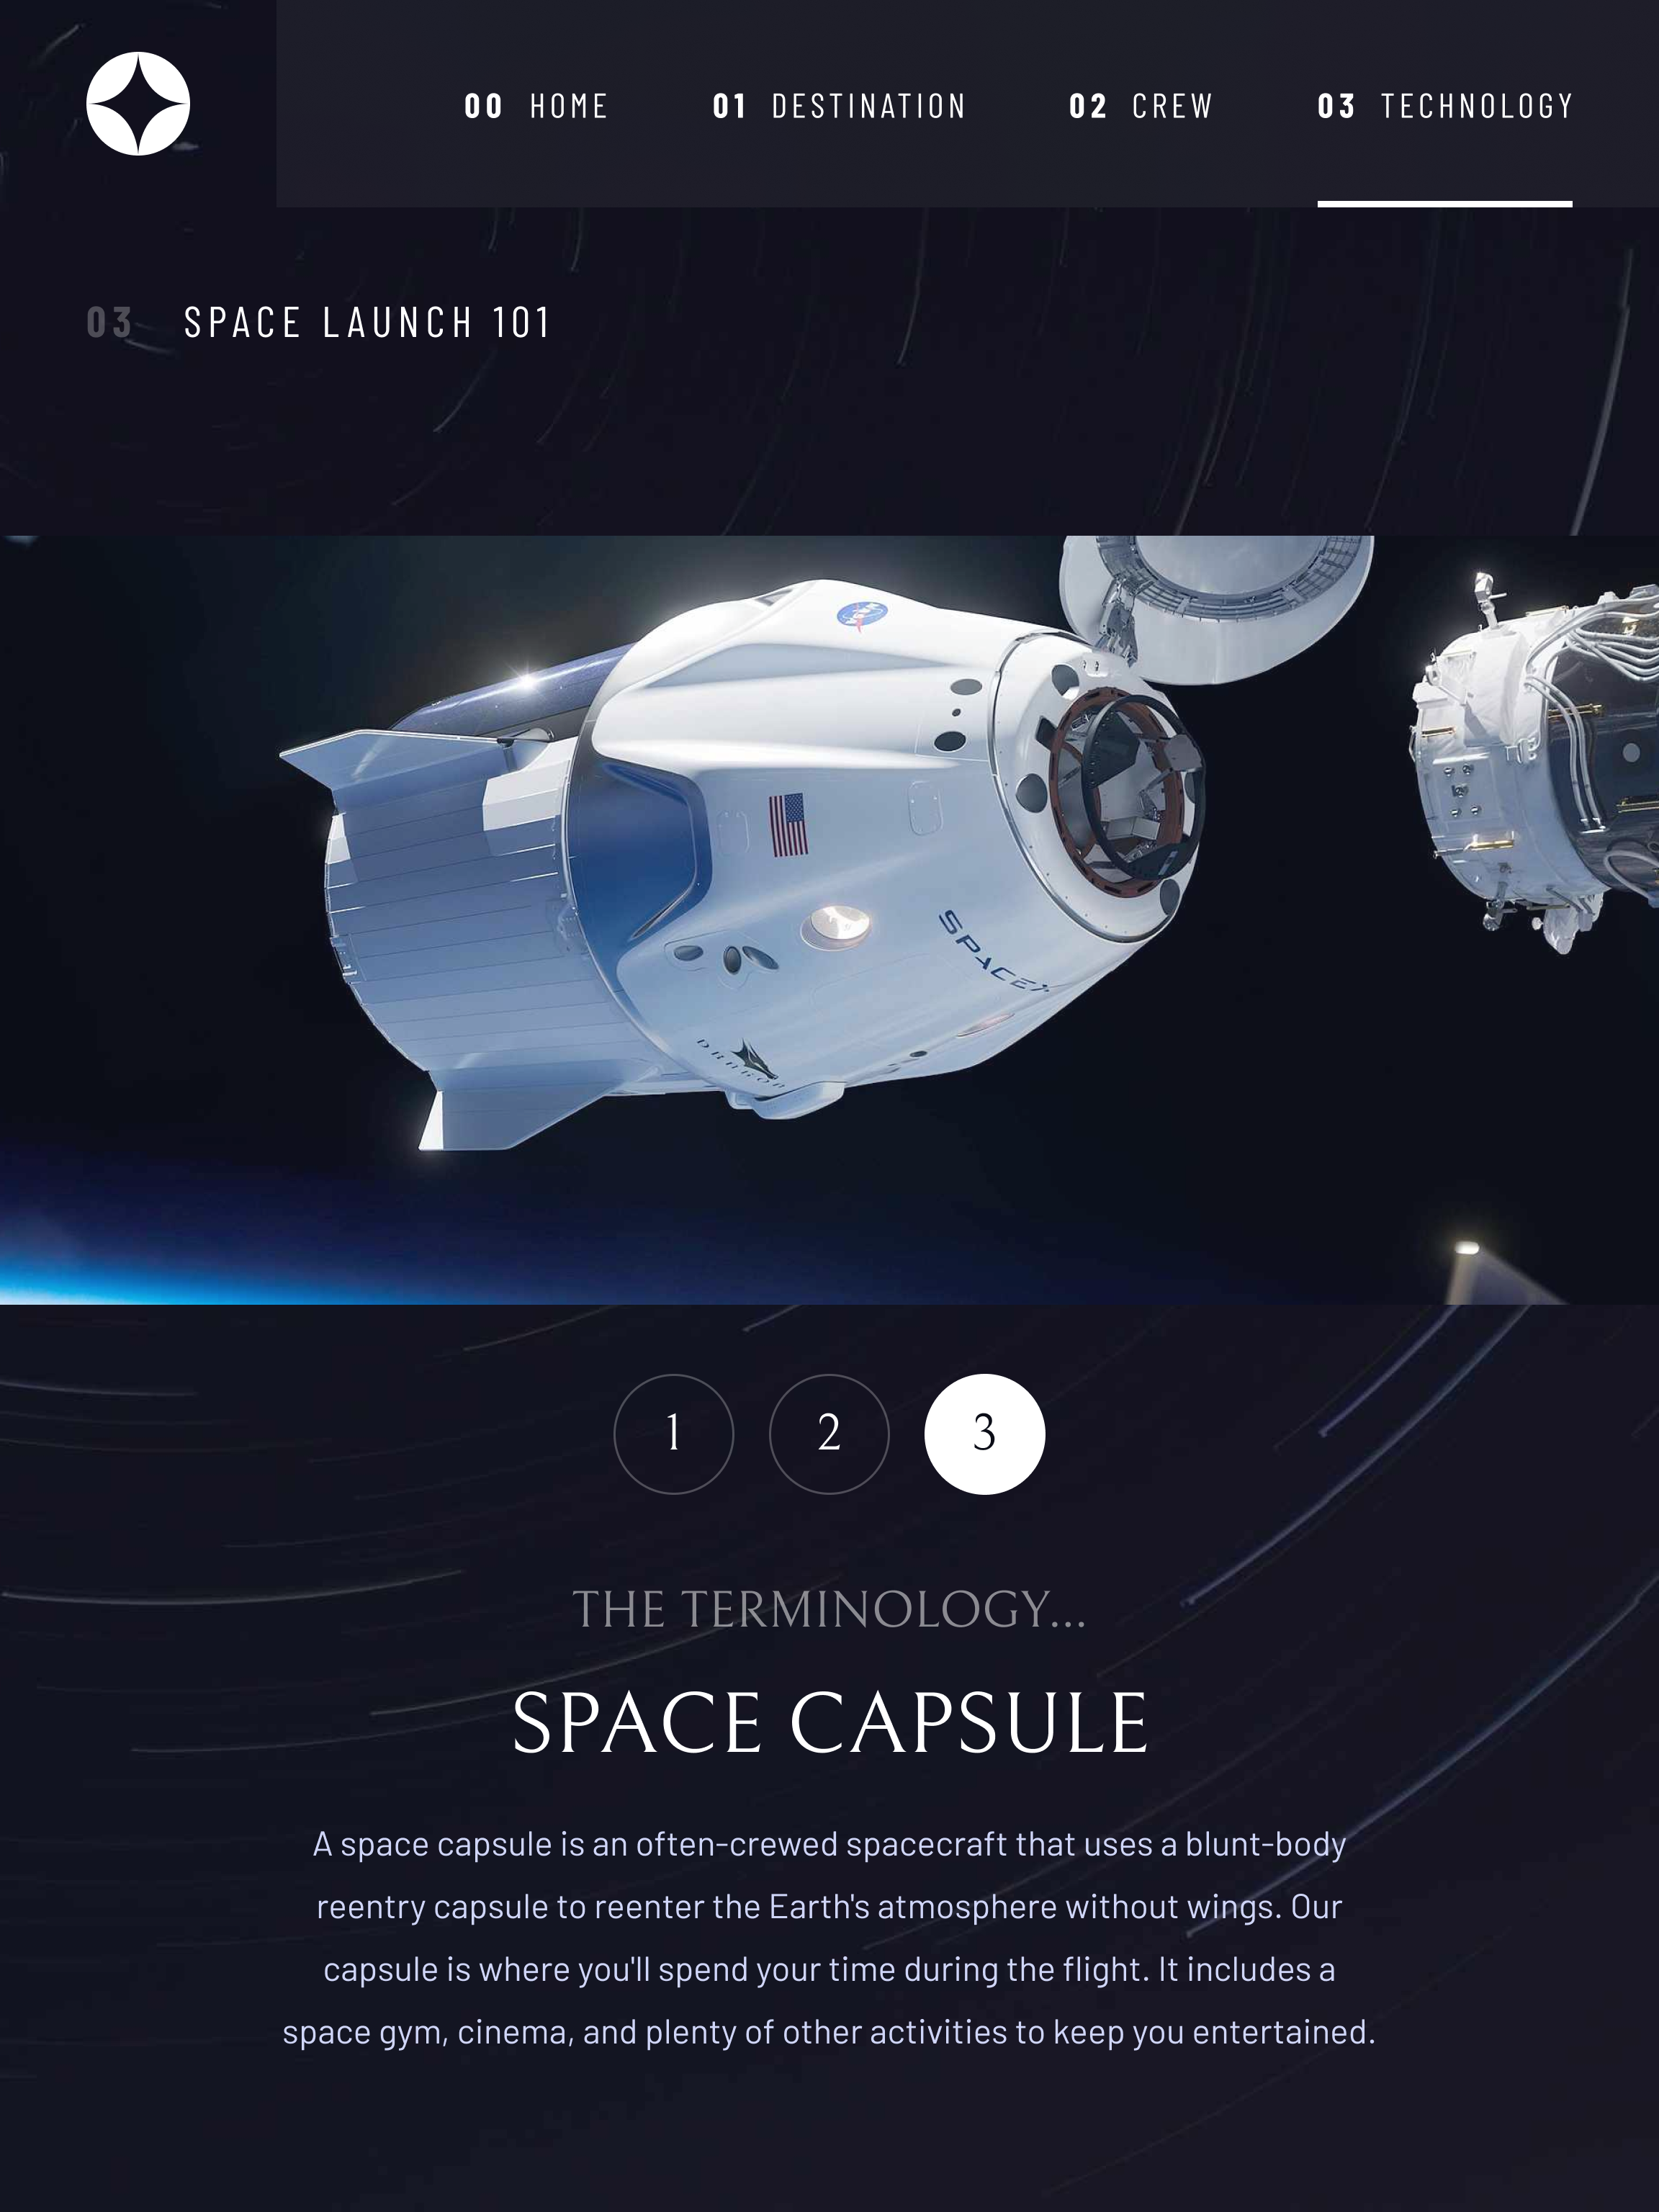 00 HOME 01 DESTINATION 02 CREW 03 TECHNOLOGY
03 SPACE LAUNCH 101
NASA
SPACEX
DRAGON
1 2 3
THE TERMINOLOGY...
SPACE CAPSULE
A space capsule is an often-crewed spacecraft that uses a blunt-body
reentry capsule to reenter the Earth's atmosphere without wings. Our
capsule is where you'll spend your time during the flight. It includes a
space gym, cinema, and plenty of other activities to keep you entertained.